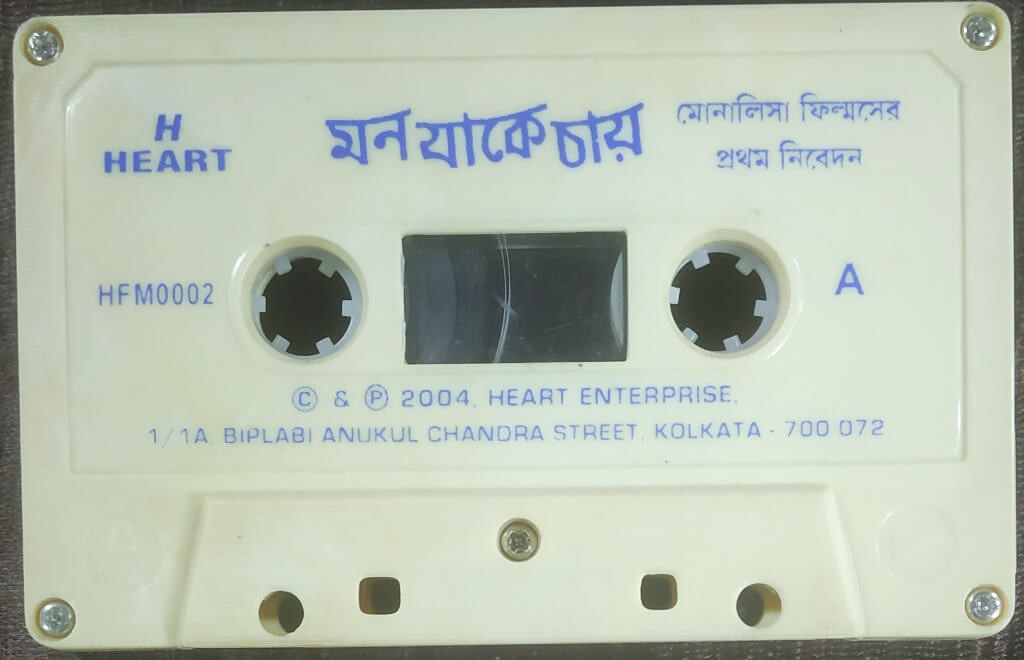 H
HEART
মন যাকে চায়
মোনালিসা ফিল্মসের
প্রথম নিবেদন
HFM0002
A
© & ℗ 2004, HEART ENTERPRISE,
1/1A, BIPLABI ANUKUL CHANDRA STREET, KOLKATA - 700 072